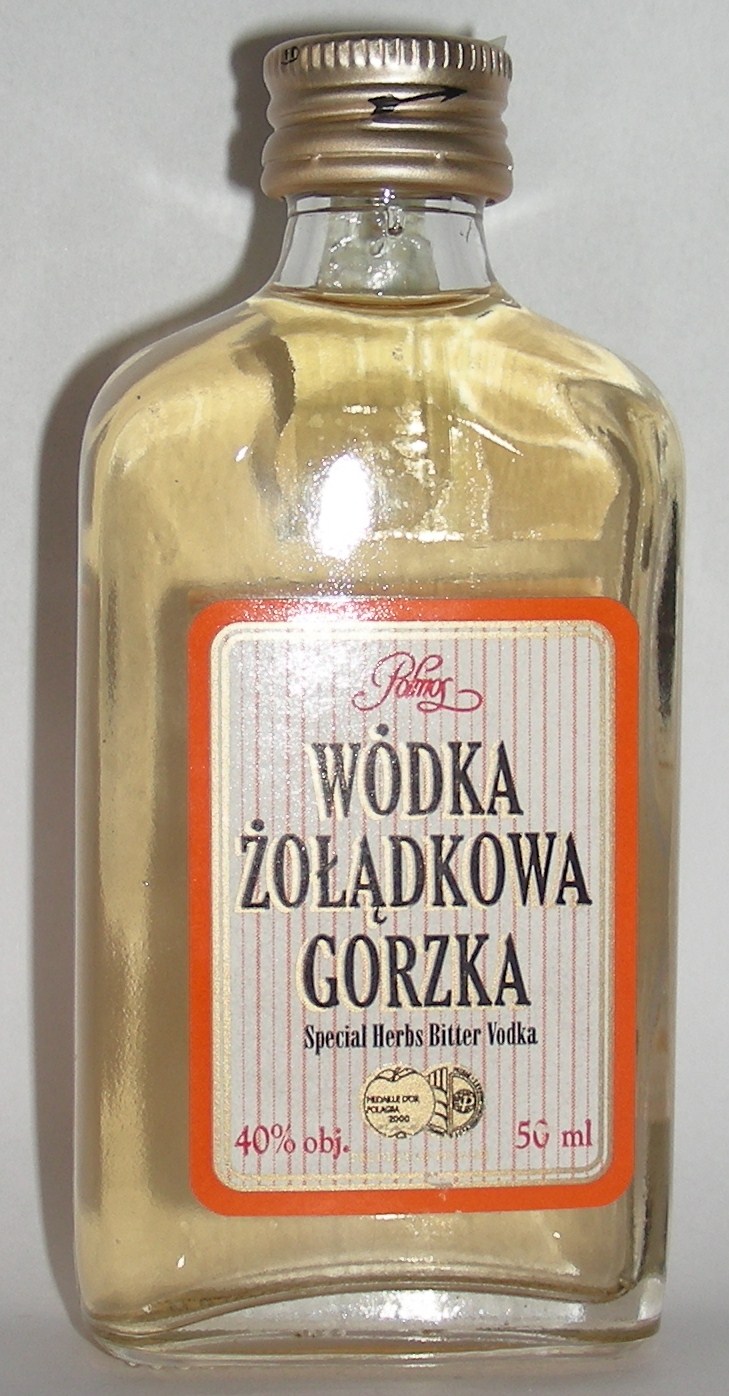 Polmos
WÓDKA
ŻOŁĄDKOWA
GORZKA
Special Herbs Bitter Vodka
MEDAILLE D'OR
POLAGRA
2000
40% obj. 50 ml